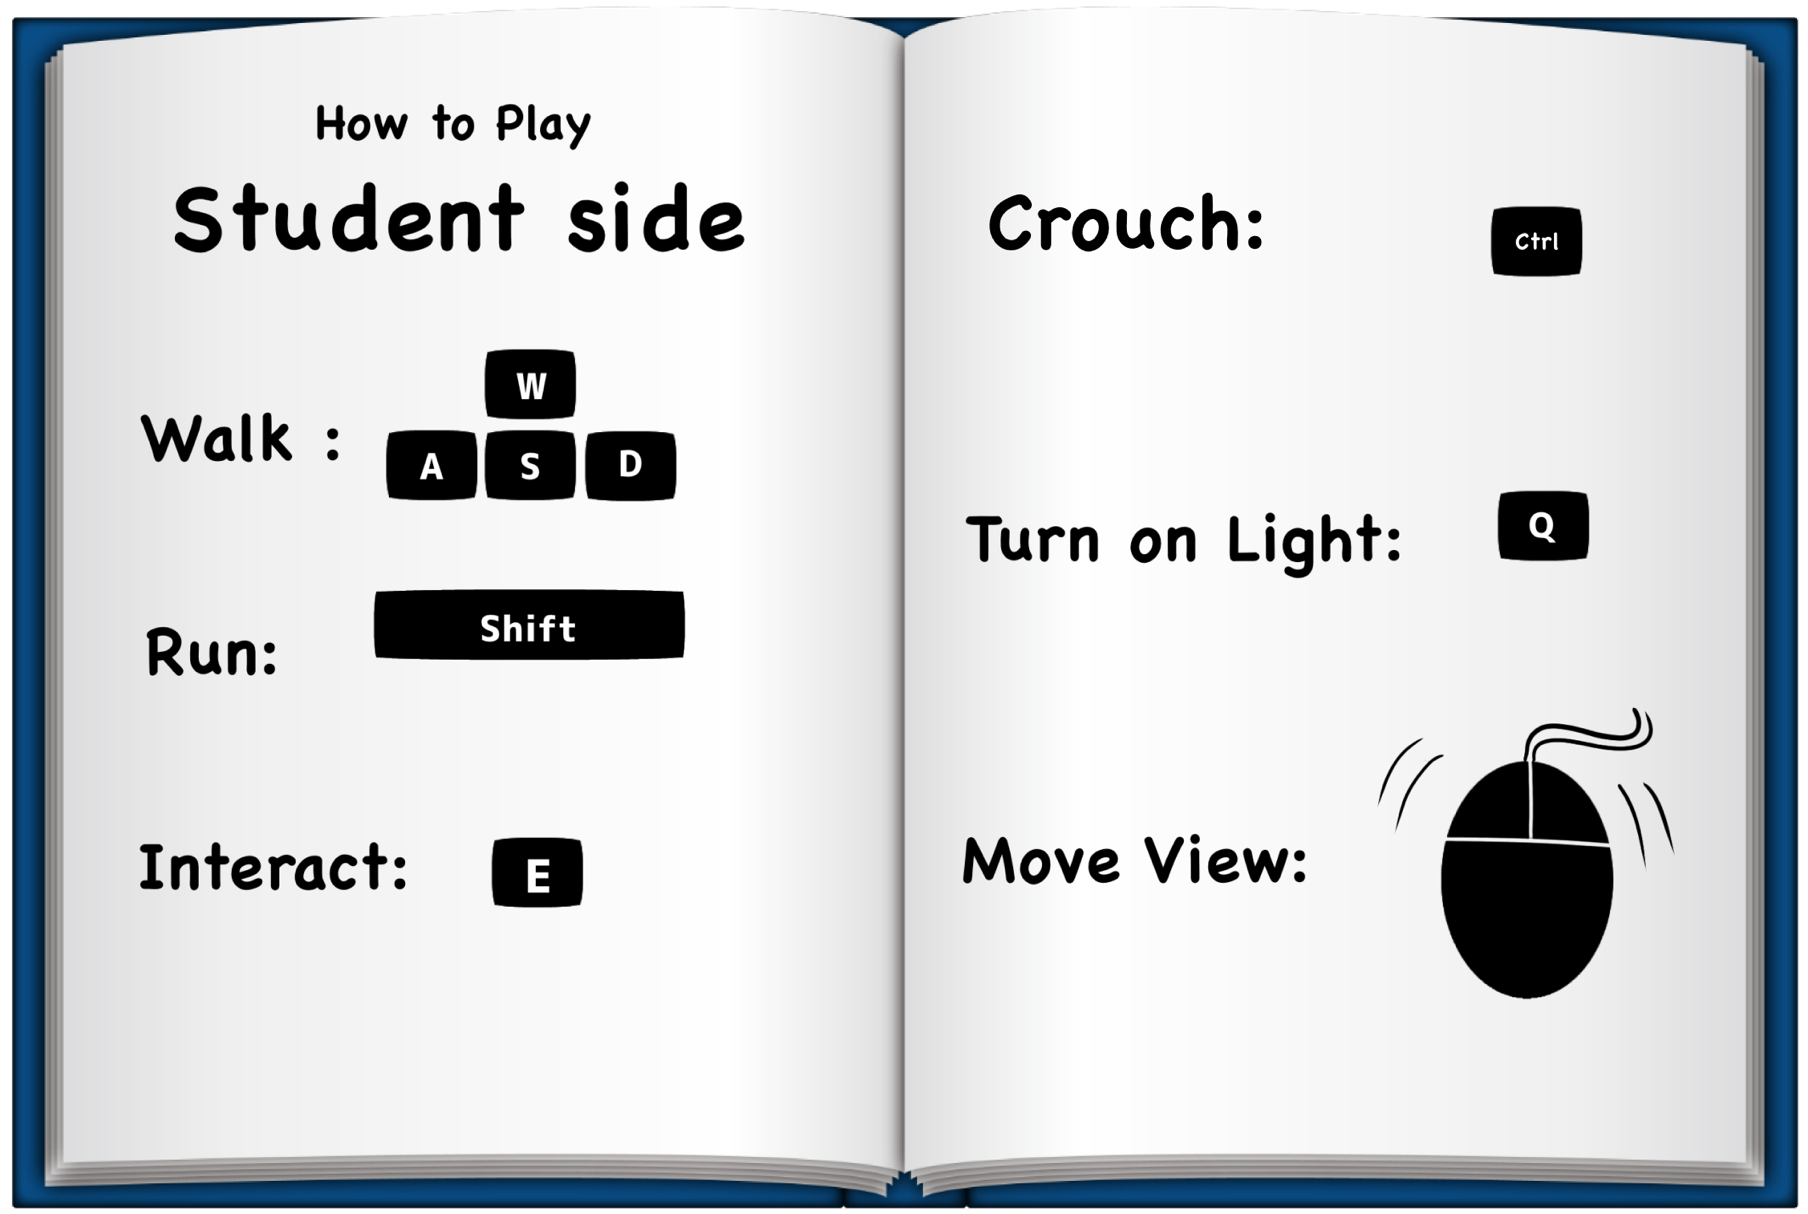 How to Play
Student side
Walk :
W
A S D
Run: Shift
Interact: E
Crouch: Ctrl
Turn on Light: Q
Move View: